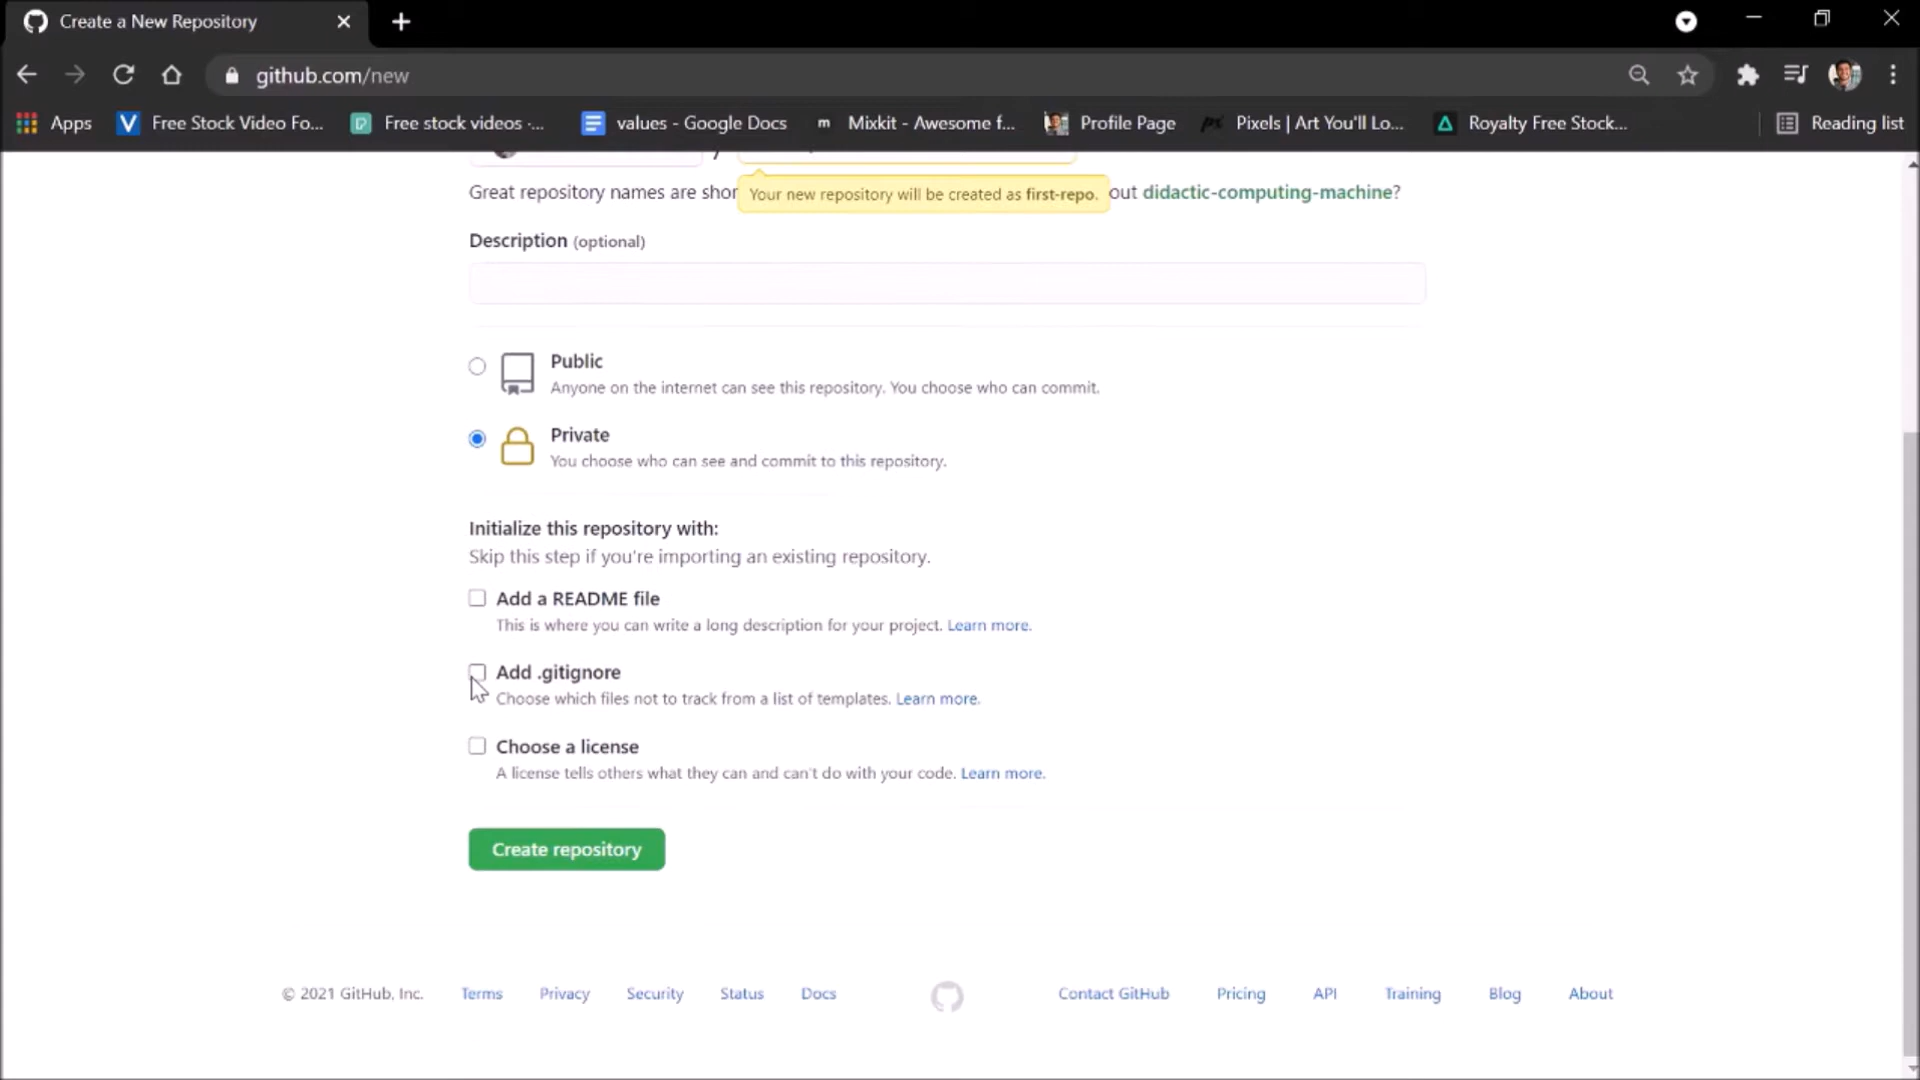 Create a New Repository
github.com/new
Apps
Free Stock Video Fo...
Free stock videos -...
values - Google Docs
m
Mixkit - Awesome f...
Profile Page
Pixels | Art You'll Lo...
Royalty Free Stock...
Reading list
/
Great repository names are shor
Your new repository will be created as first-repo.
out didactic-computing-machine?
Description (optional)
Public
Anyone on the internet can see this repository. You choose who can commit.
Private
You choose who can see and commit to this repository.
Initialize this repository with:
Skip this step if you're importing an existing repository.
Add a README file
This is where you can write a long description for your project. Learn more.
Add .gitignore
Choose which files not to track from a list of templates. Learn more.
Choose a license
A license tells others what they can and can't do with your code. Learn more.
Create repository
© 2021 GitHub, Inc. Terms Privacy Security Status Docs Contact GitHub Pricing API Training Blog About